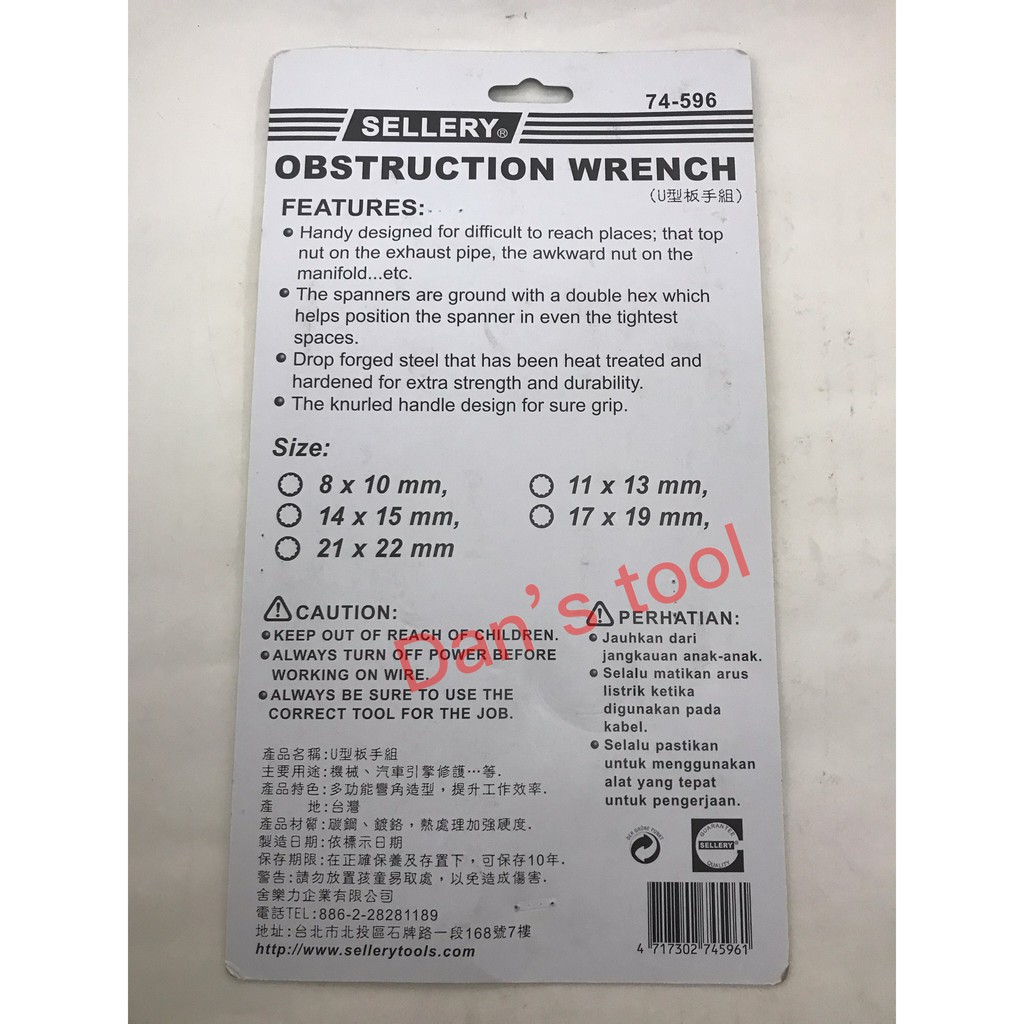 74-596
SELLERY®
OBSTRUCTION WRENCH
(U型板手組)
FEATURES:
● Handy designed for difficult to reach places; that top
nut on the exhaust pipe, the awkward nut on the
manifold...etc.
● The spanners are ground with a double hex which
helps position the spanner in even the tightest
spaces.
● Drop forged steel that has been heat treated and
hardened for extra strength and durability.
● The knurled handle design for sure grip.
Size:
8 x 10 mm,
11 x 13 mm,
14 x 15 mm,
17 x 19 mm,
21 x 22 mm
Dan's tool
CAUTION:
● KEEP OUT OF REACH OF CHILDREN.
● ALWAYS TURN OFF POWER BEFORE
WORKING ON WIRE.
● ALWAYS BE SURE TO USE THE
CORRECT TOOL FOR THE JOB.
PERHATIAN:
● Jauhkan dari
jangkauan anak-anak.
● Selalu matikan arus
listrik ketika
digunakan pada
kabel.
● Selalu pastikan
untuk menggunakan
alat yang tepat
untuk pengerjaan.
產品名稱:U型板手組
主要用途:機械、汽車引擎修護…等.
產品特色:多功能彎角造型，提升工作效率.
產 地:台灣
產品材質:碳鋼、鍍鉻，熱處理加強硬度.
製造日期:依標示日期
保存期限:在正確保養及存置下，可保存10年.
警告:請勿放置孩童易取處，以免造成傷害.
舍樂力企業有限公司
電話TEL:886-2-28281189
地址:台北市北投區石牌路一段168號7樓
http://www.sellerytools.com
DER GRÜNE PUNKT
GUARANTEE
SELLERY
QUALITY
4 717302 745961